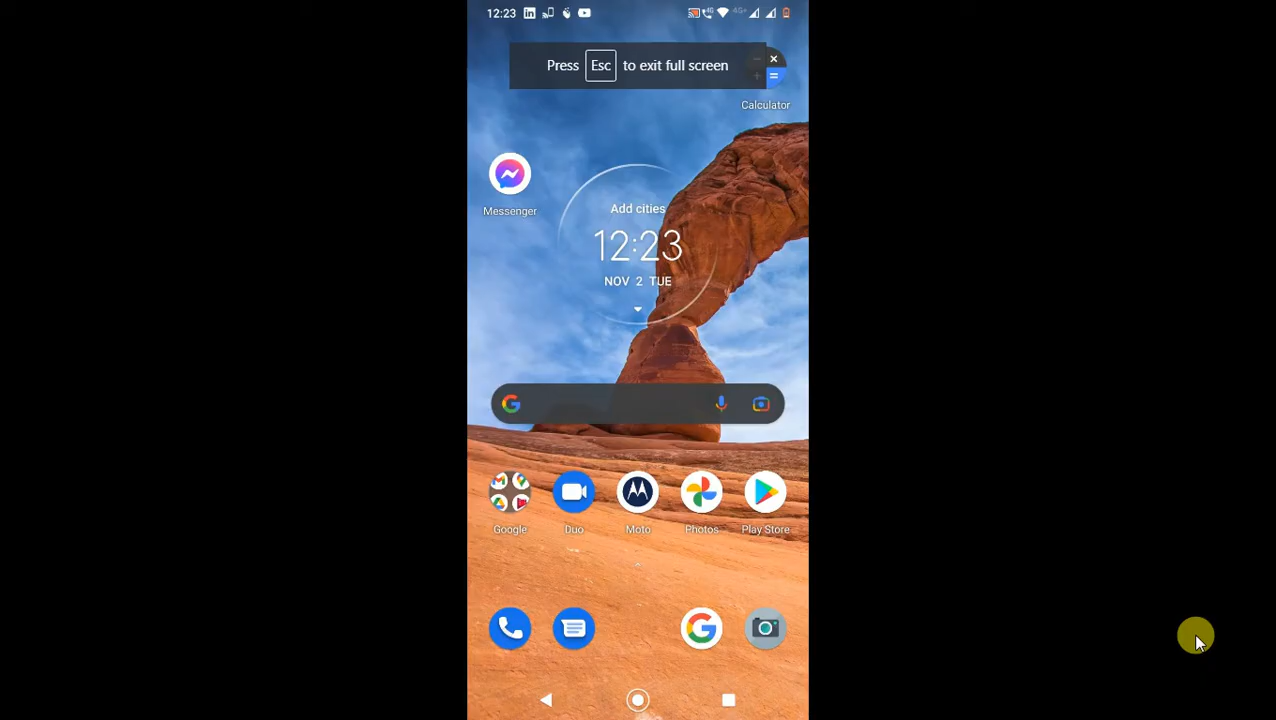 12:23
Press Esc to exit full screen
Calculator
Messenger
Add cities
12:23
NOV 2 TUE
Google
Duo
Moto
Photos
Play Store